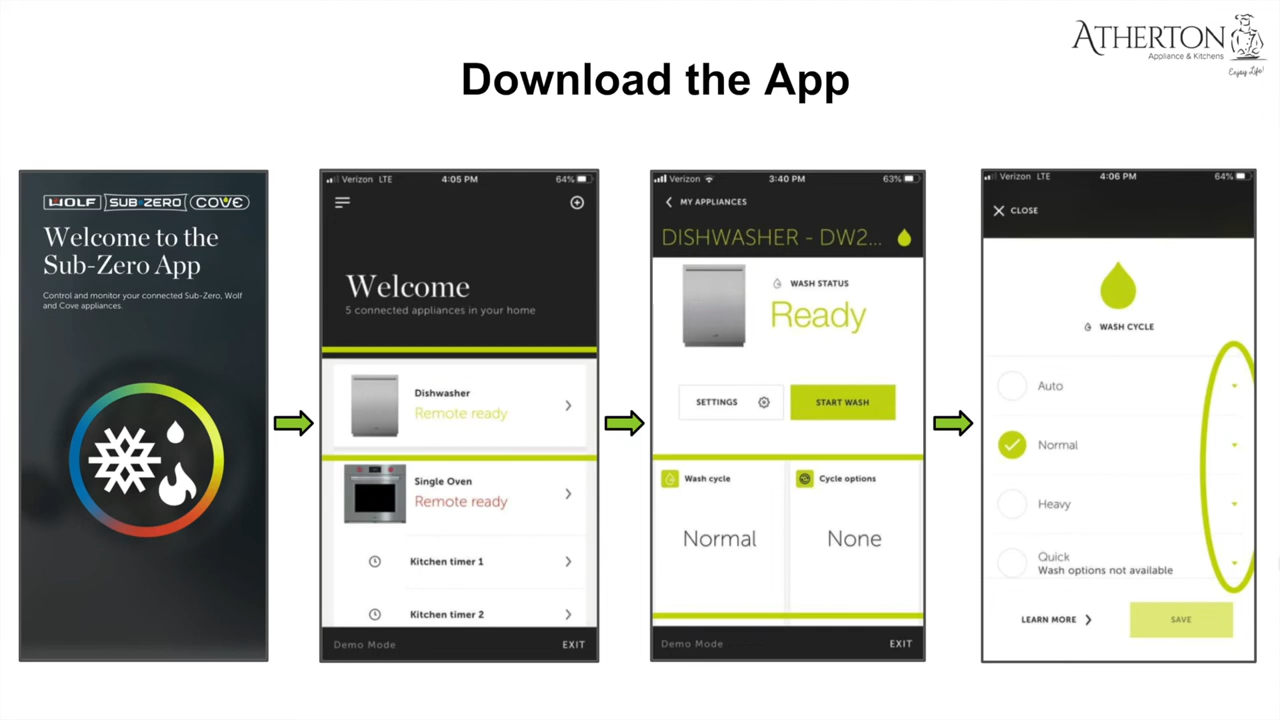 ATHERTON
Appliance & Kitchens
Enjoy Life!
Download the App
WOLF SUB-ZERO COVE
Welcome to the
Sub-Zero App
Control and monitor your connected Sub-Zero, Wolf
and Cove appliances.
Verizon LTE 4:05 PM 64%
Welcome
5 connected appliances in your home
Dishwasher
Remote ready
Single Oven
Remote ready
Kitchen timer 1
Kitchen timer 2
Demo Mode EXIT
Verizon 3:40 PM 63%
MY APPLIANCES
DISHWASHER - DW2...
WASH STATUS
Ready
SETTINGS START WASH
Wash cycle Cycle options
Normal None
Demo Mode EXIT
Verizon LTE 4:06 PM 64%
CLOSE
WASH CYCLE
Auto
Normal
Heavy
Quick
Wash options not available
LEARN MORE SAVE